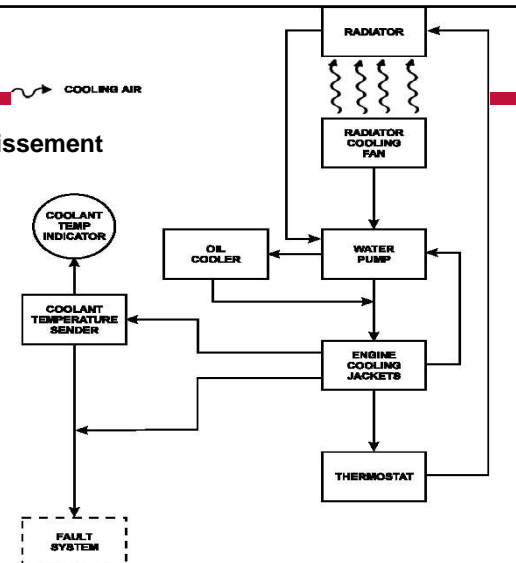 RADIATOR
COOLING AIR
issement
RADIATOR
COOLING
FAN
COOLANT
TEMP
INDICATOR
OIL
COOLER
WATER
PUMP
COOLANT
TEMPERATURE
SENDER
ENGINE
COOLING
JACKETS
THERMOSTAT
FAULT
SYSTEM